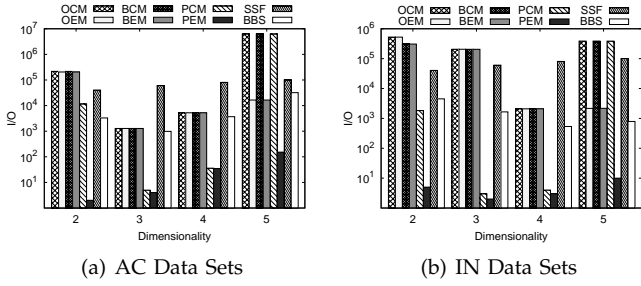 OCM BCM PCM SSF
OEM BEM PEM BBS
I/O
10^7
10^6
10^5
10^4
10^3
10^2
10^1
2 3 4 5
Dimensionality
(a) AC Data Sets
OCM BCM PCM SSF
OEM BEM PEM BBS
I/O
10^6
10^5
10^4
10^3
10^2
10^1
2 3 4 5
Dimensionality
(b) IN Data Sets